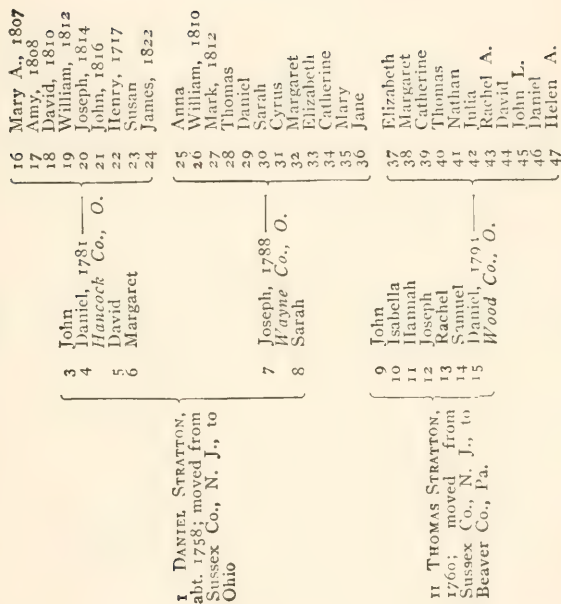 I DANIEL STRATTON,
abt. 1758; moved from
Sussex Co., N. J., to
Ohio
3 John
4 Daniel, 1781
Hancock Co., O.
5 David
6 Margaret
16 Mary A., 1807
17 Amy, 1808
18 David, 1810
19 William, 1812
20 Joseph, 1814
21 John, 1816
22 Henry, 1717
23 Susan
24 James, 1822
7 Joseph, 1788
Wayne Co., O.
8 Sarah
25 Anna
26 William, 1810
27 Mark, 1812
28 Thomas
29 Daniel
30 Sarah
31 Cyrus
32 Margaret
33 Elizabeth
34 Catherine
35 Mary
36 Jane
II THOMAS STRATTON,
1760; moved from
Sussex Co., N. J., to
Beaver Co., Pa.
9 John
10 Isabella
11 Hannah
12 Joseph
13 Rachel
14 Samuel
15 Daniel, 1791
Wood Co., O.
37 Elizabeth
38 Margaret
39 Catherine
40 Thomas
41 Nathan
42 Julia
43 Rachel A.
44 David
45 John L.
46 Daniel
47 Helen A.